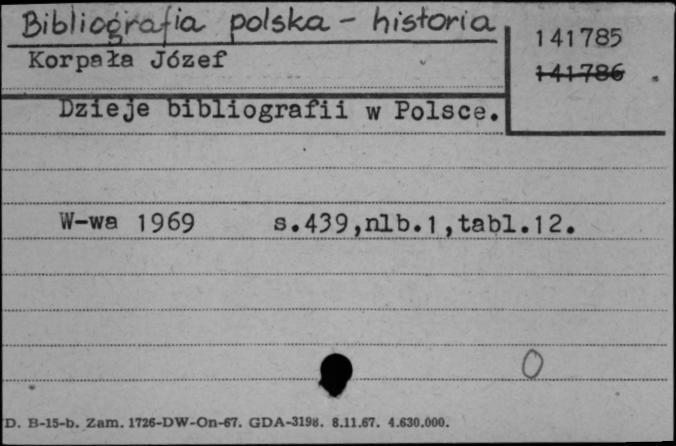 Bibliografia polska - historia
141785
Korpała Józef
141786
Dzieje bibliografii w Polsce.
W-wa 1969 s.439,nlb.1,tabl.12.
0
D. B-15-b. Zam. 1726-DW-On-67. GDA-3198. 8.11.67. 4.630.000.